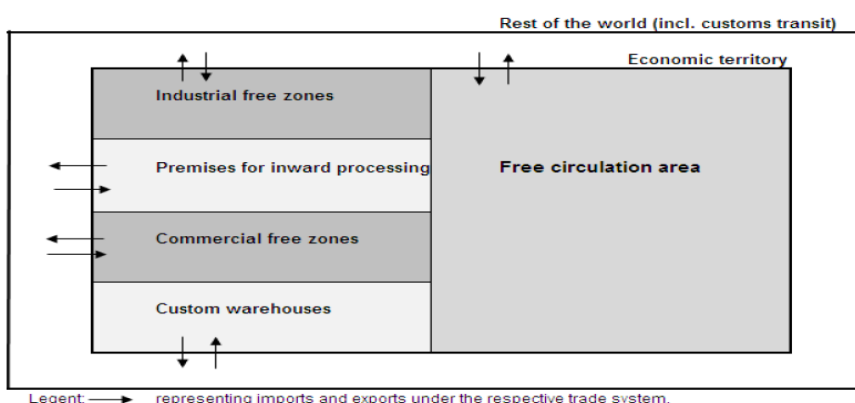 Rest of the world (incl. customs transit)
Economic territory
Industrial free zones
Premises for inward processing
Free circulation area
Commercial free zones
Custom warehouses
Legent: representing imports and exports under the respective trade system.